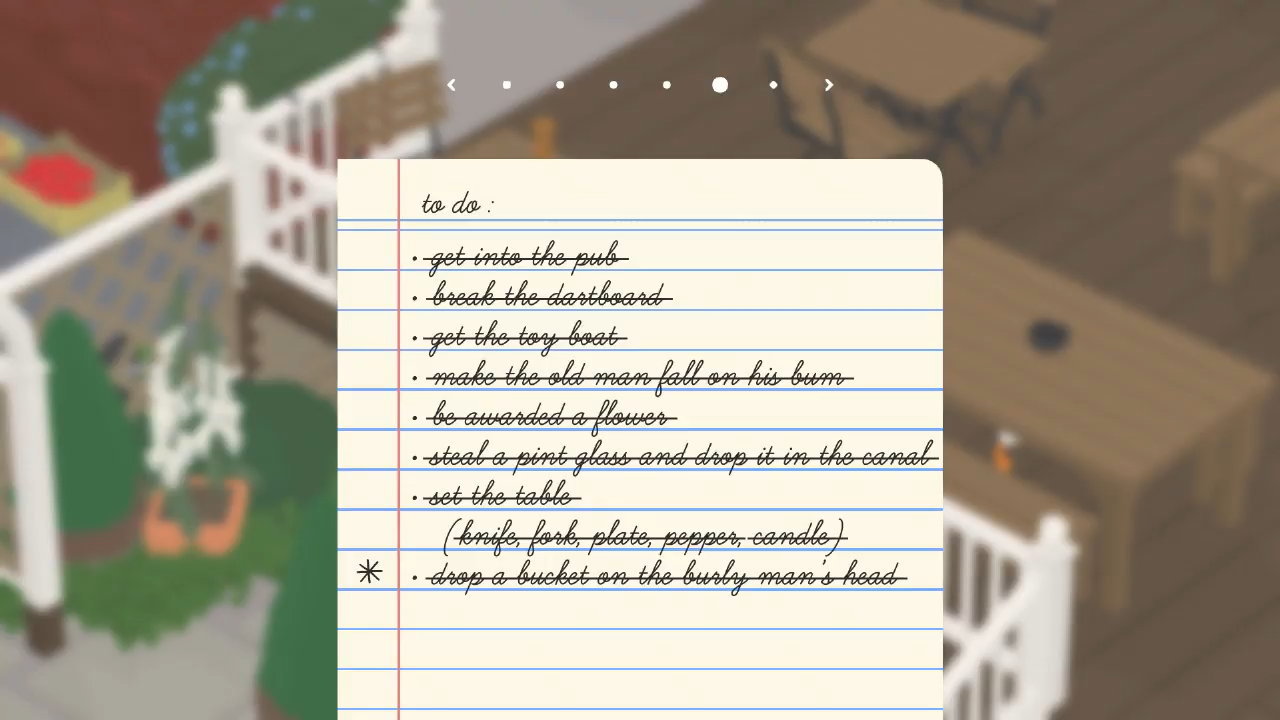 to do :
• get into the pub
• break the dartboard
• get the toy boat
• make the old man fall on his bum
• be awarded a flower
• steal a pint glass and drop it in the canal
• set the table
(knife, fork, plate, pepper, candle)
• drop a bucket on the burly man's head